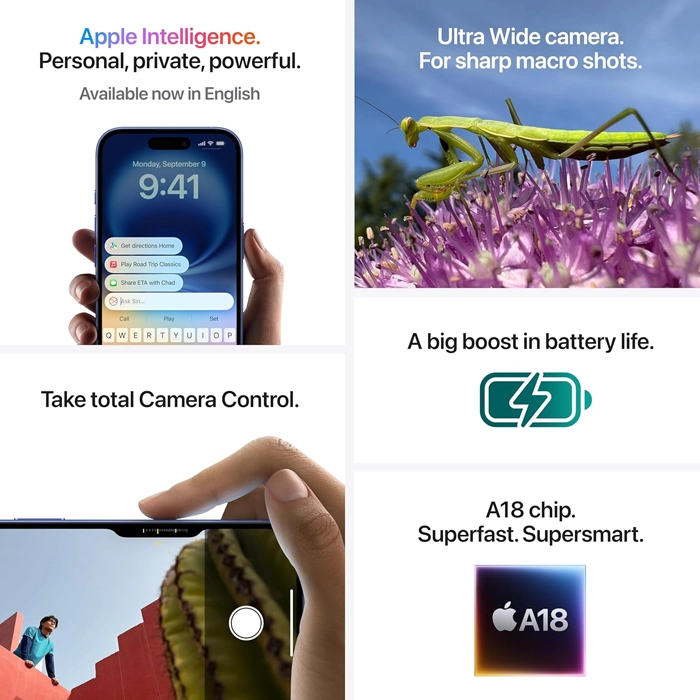 Apple Intelligence.
Personal, private, powerful.
Available now in English
Monday, September 9
9:41
Get directions Home
Play Road Trip Classics
Share ETA with Chad
Ask Siri...
Call Play Set
Q W E R T Y U I O P
Ultra Wide camera.
For sharp macro shots.
A big boost in battery life.
Take total Camera Control.
A18 chip.
Superfast. Supersmart.
A18